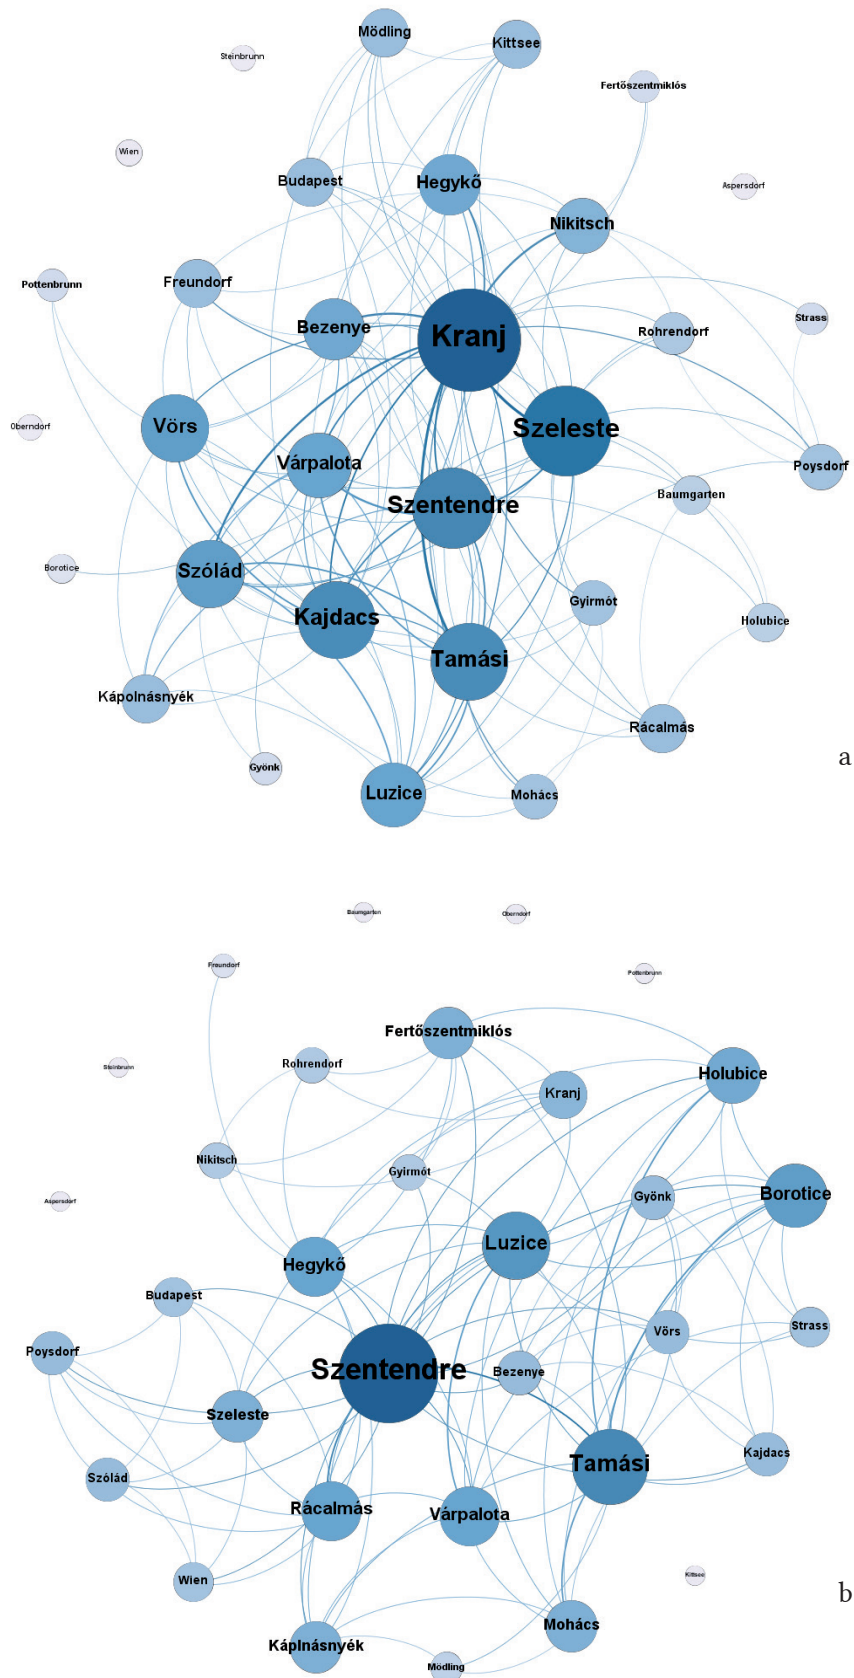 Mödling
Kittsee
Steinbrunn
Fertőszentmiklós
Wien
Budapest
Hegykő
Aspersdorf
Nikitsch
Pottenbrunn
Freundorf
Bezenye
Kranj
Rohrendorf
Strass
Oberndorf
Vörs
Szeleste
Várpalota
Poysdorf
Szentendre
Baumgarten
Borotice
Szólád
Kajdacs
Gyirmót
Holubice
Tamási
Kápolnásnyék
Rácalmás
Gyönk
Luzice
Mohács
a
Baumgarten
Oberndorf
Freundorf
Pottenbrunn
Fertőszentmiklós
Steinbrunn
Rohrendorf
Holubice
Kranj
Nikitsch
Gyirmót
Aspersdorf
Gyönk
Borotice
Luzice
Hegykő
Budapest
Poysdorf
Vörs
Strass
Szentendre
Bezenye
Szeleste
Szólád
Tamási
Kajdacs
Rácalmás
Várpalota
Wien
Kittsee
b
Mohács
Káplnásnyék
Mödling